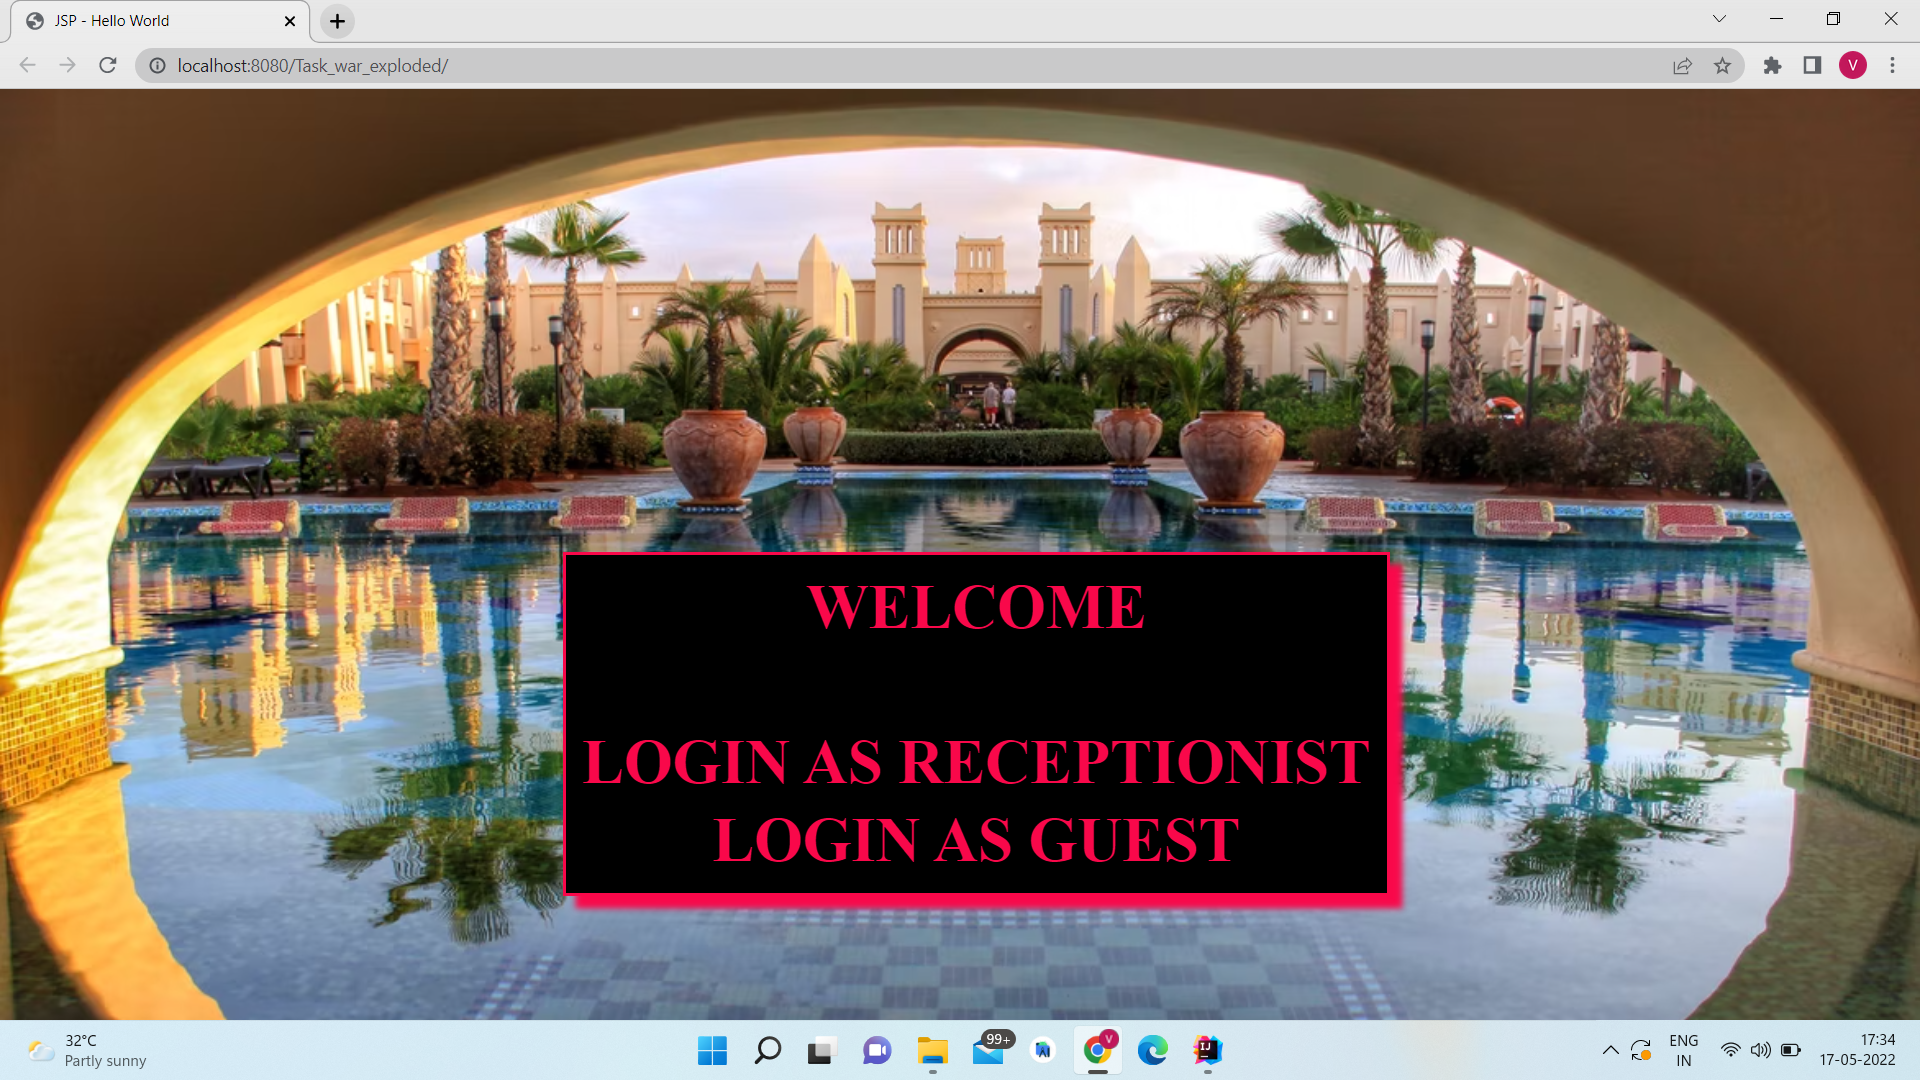 JSP - Hello World
localhost:8080/Task_war_exploded/
V
WELCOME
LOGIN AS RECEPTIONIST
LOGIN AS GUEST
32°C
Partly sunny
99+
V
IJ
ENG
IN
17:34
17-05-2022